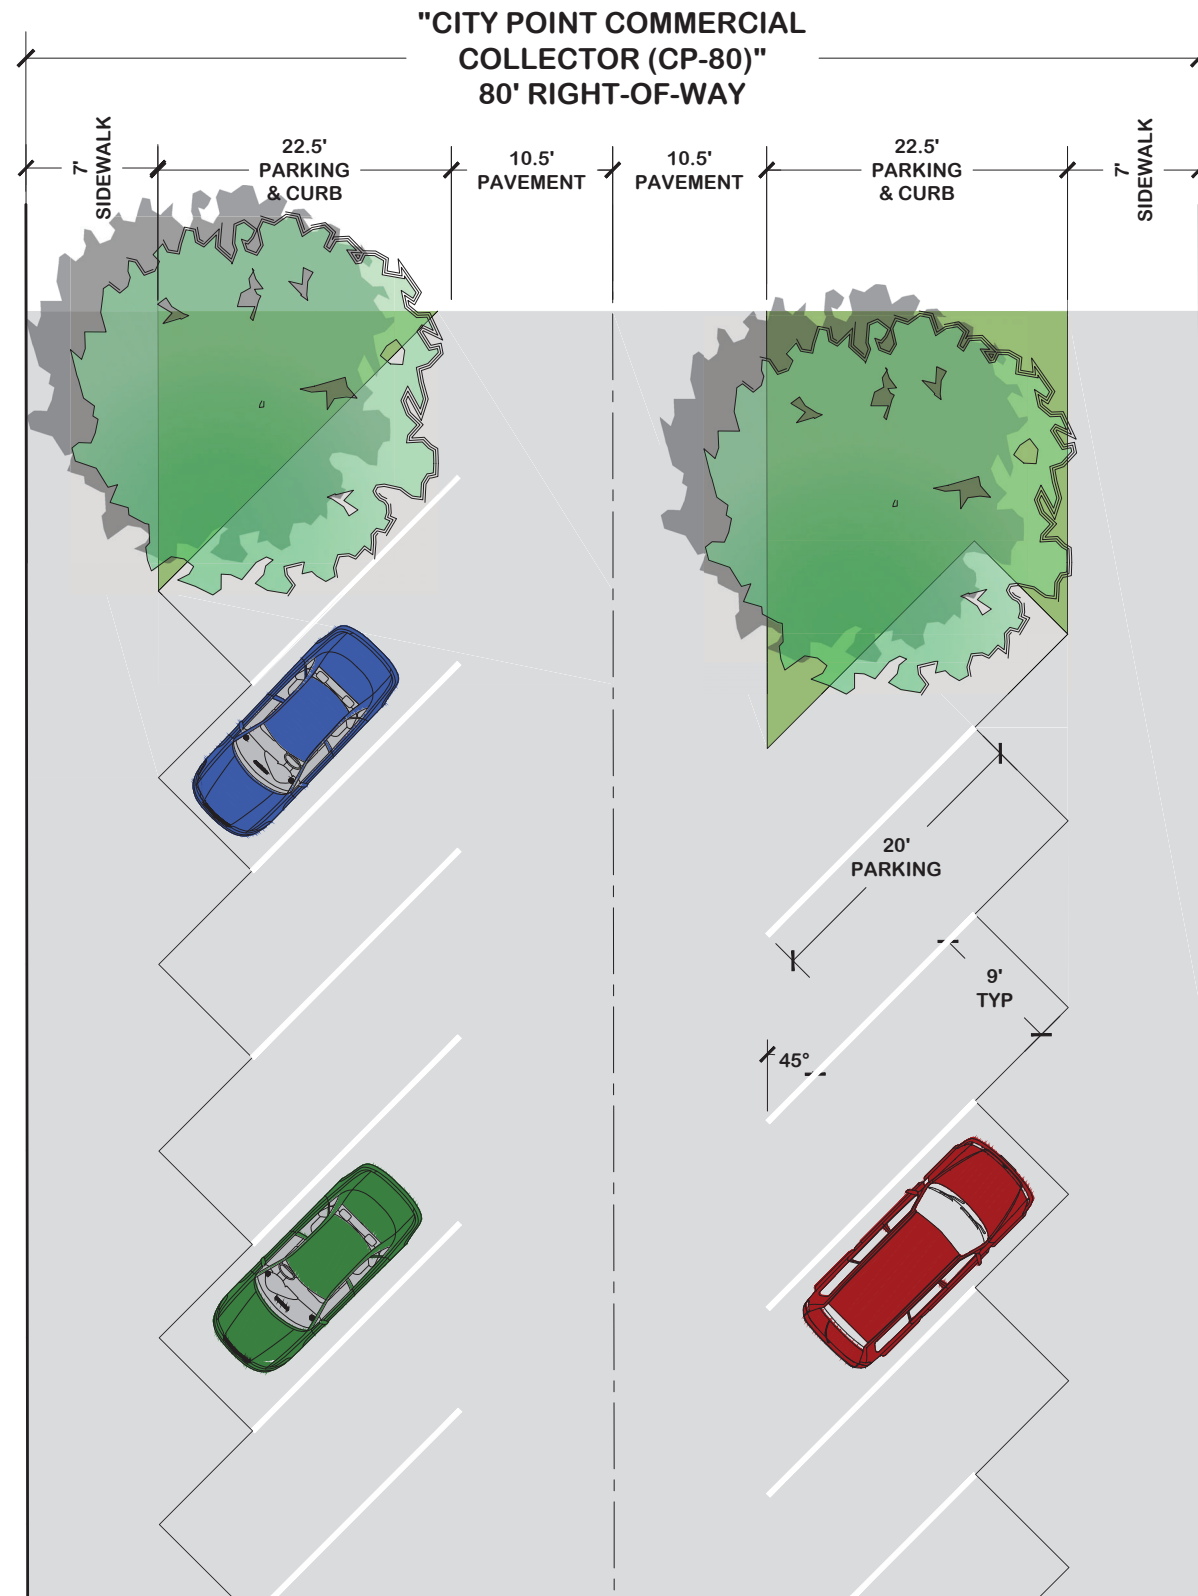 "CITY POINT COMMERCIAL
COLLECTOR (CP-80)"
80' RIGHT-OF-WAY
7'
SIDEWALK
22.5'
PARKING
& CURB
10.5'
PAVEMENT
10.5'
PAVEMENT
22.5'
PARKING
& CURB
7'
SIDEWALK
20'
PARKING
9'
TYP
45°